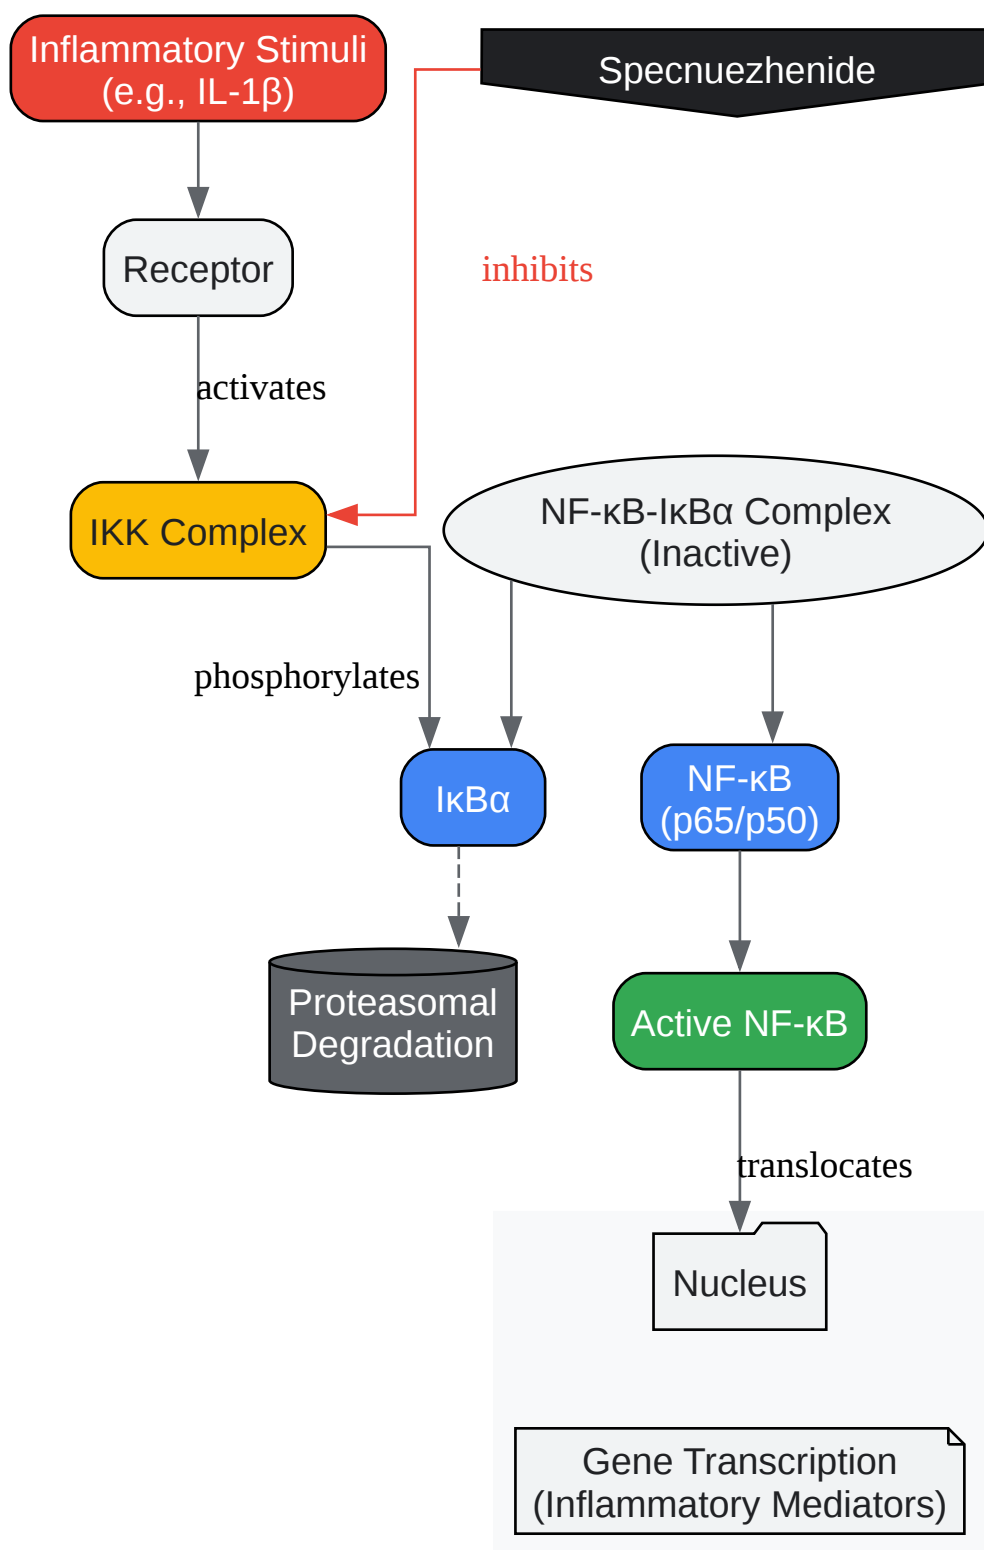 Inflammatory Stimuli
(e.g., IL-1β)
Specnuezhenide
Receptor
inhibits
activates
IKK Complex
NF-κB-IκBα Complex
(Inactive)
phosphorylates
IκBα
NF-κB
(p65/p50)
Proteasomal
Degradation
Active NF-κB
translocates
Nucleus
Gene Transcription
(Inflammatory Mediators)